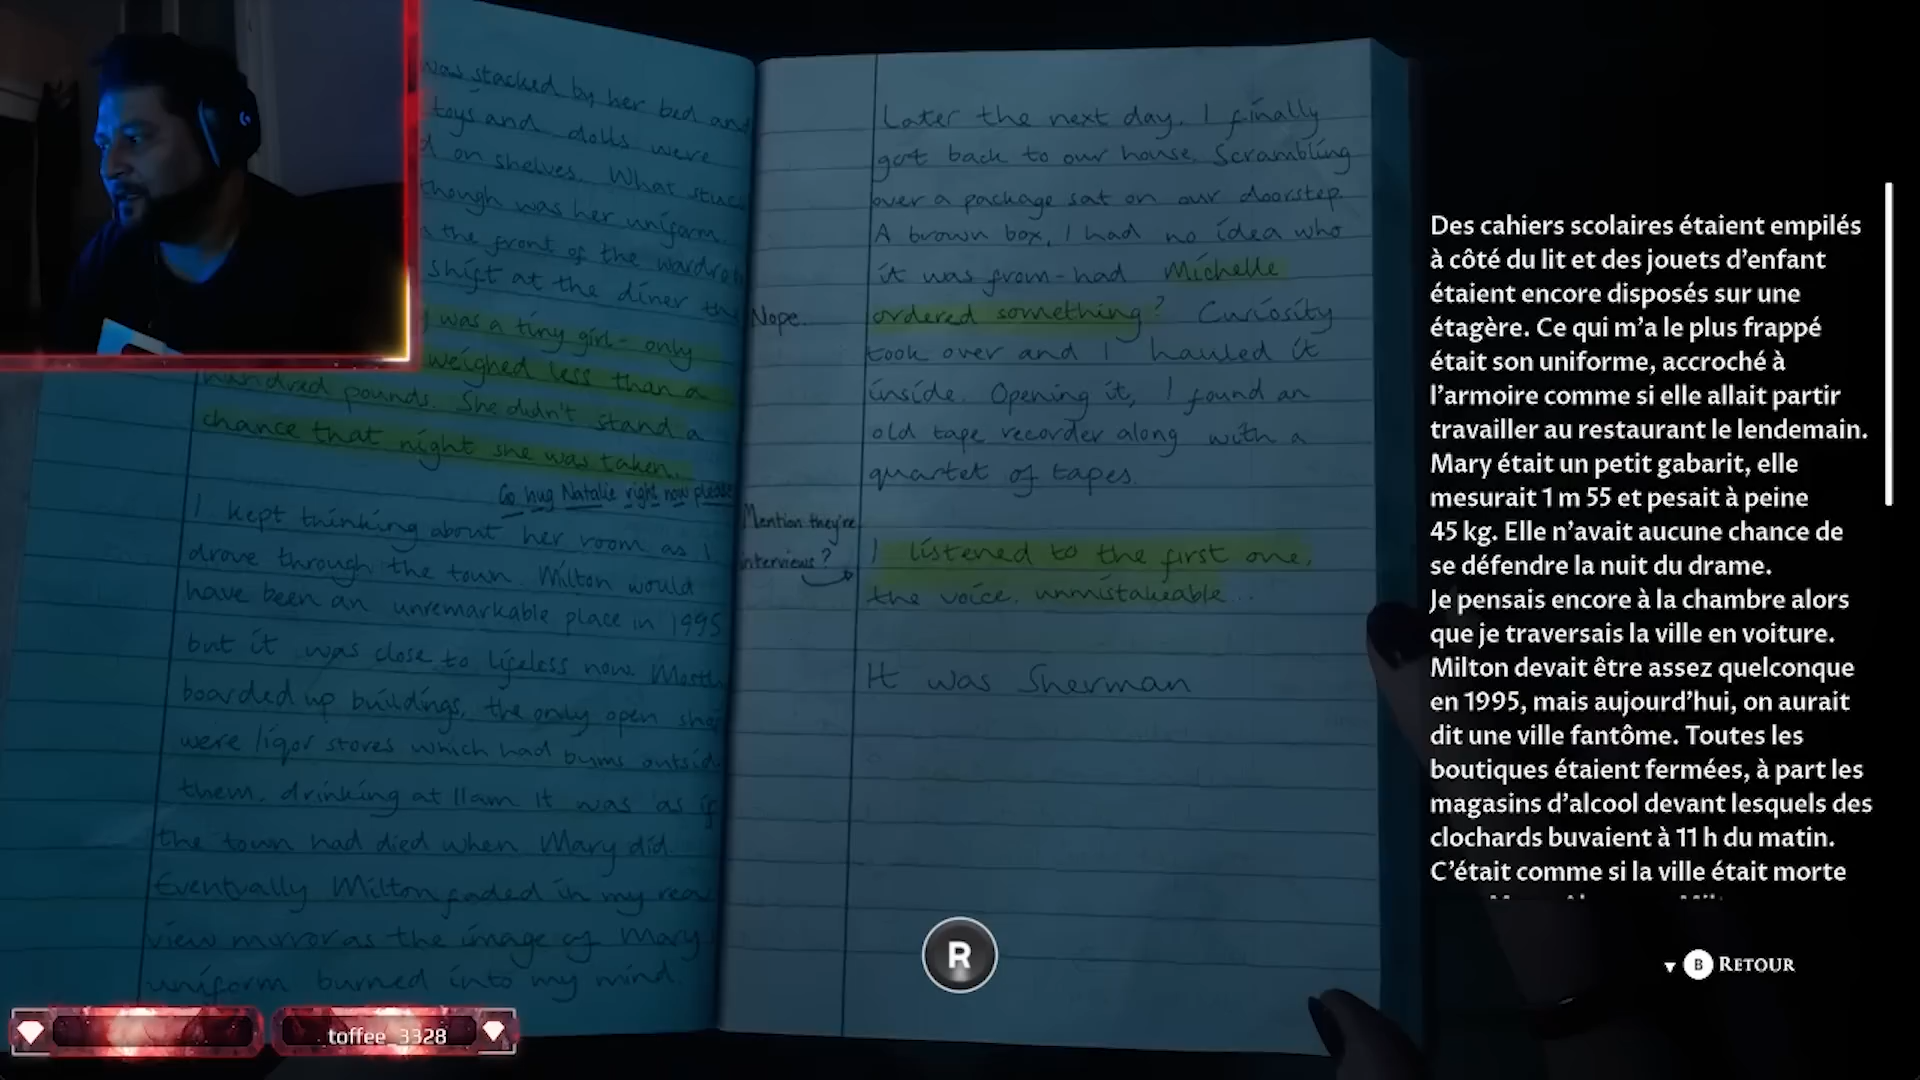 was stacked by her bed and
toys and dolls were
on shelves. What stuc
though was her uniform.
the front of the wardrob
shift at the diner the
was a tiny girl - only
weighed less than a
hundred pounds. She didn't stand a
chance that night she was taken.
Go hug Natalie right now please
I kept thinking about her room as I
drove through the town. Milton would
have been an unremarkable place in 1995
but it was close to lifeless now. Mostly
boarded up buildings, the only open shop
were liqor stores which had bums outsid
them, drinking at 11am It was as if
the town had died when Mary did.
Eventually Milton faded in my rear
view mirror as the image of Mary
uniform burned into my mind.
Later the next day, I finally
got back to our house. Scrambling
over a package sat on our doorstep.
A brown box, I had no idea who
it was from - had Michelle
Nope.
ordered something? Curiosity
took over and I hauled it
inside. Opening it, I found an
old tape recorder along with a
quartet of tapes.
Mention they're
interviews?
I listened to the first one,
the voice. unmistakeable...
It was Sherman
Des cahiers scolaires étaient empilés
à côté du lit et des jouets d'enfant
étaient encore disposés sur une
étagère. Ce qui m'a le plus frappé
était son uniforme, accroché à
l'armoire comme si elle allait partir
travailler au restaurant le lendemain.
Mary était un petit gabarit, elle
mesurait 1 m 55 et pesait à peine
45 kg. Elle n'avait aucune chance de
se défendre la nuit du drame.
Je pensais encore à la chambre alors
que je traversais la ville en voiture.
Milton devait être assez quelconque
en 1995, mais aujourd'hui, on aurait
dit une ville fantôme. Toutes les
boutiques étaient fermées, à part les
magasins d'alcool devant lesquels des
clochards buvaient à 11 h du matin.
C'était comme si la ville était morte
R
B RETOUR
toffee_3328